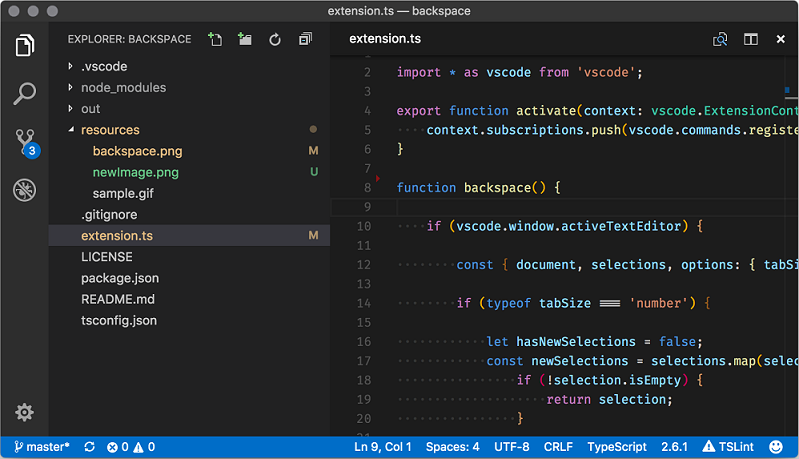 extension.ts — backspace
EXPLORER: BACKSPACE
.vscode
node_modules
out
resources
backspace.png M
newImage.png U
sample.gif
.gitignore
extension.ts M
LICENSE
package.json
README.md
tsconfig.json
3
extension.ts
2 import * as vscode from 'vscode';
3
4 export function activate(context: vscode.ExtensionCont
5 ····context.subscriptions.push(vscode.commands.registe
6 }
7
8 function backspace() {
9
10 ····if (vscode.window.activeTextEditor) {
11
12 ········const { document, selections, options: { tabSi
13
14 ········if (typeof tabSize === 'number') {
15
16 ············let hasNewSelections = false;
17 ············const newSelections = selections.map(selec
18 ················if (!selection.isEmpty) {
19 ····················return selection;
20 ················}
master* 0 0 Ln 9, Col 1 Spaces: 4 UTF-8 CRLF TypeScript 2.6.1 TSLint